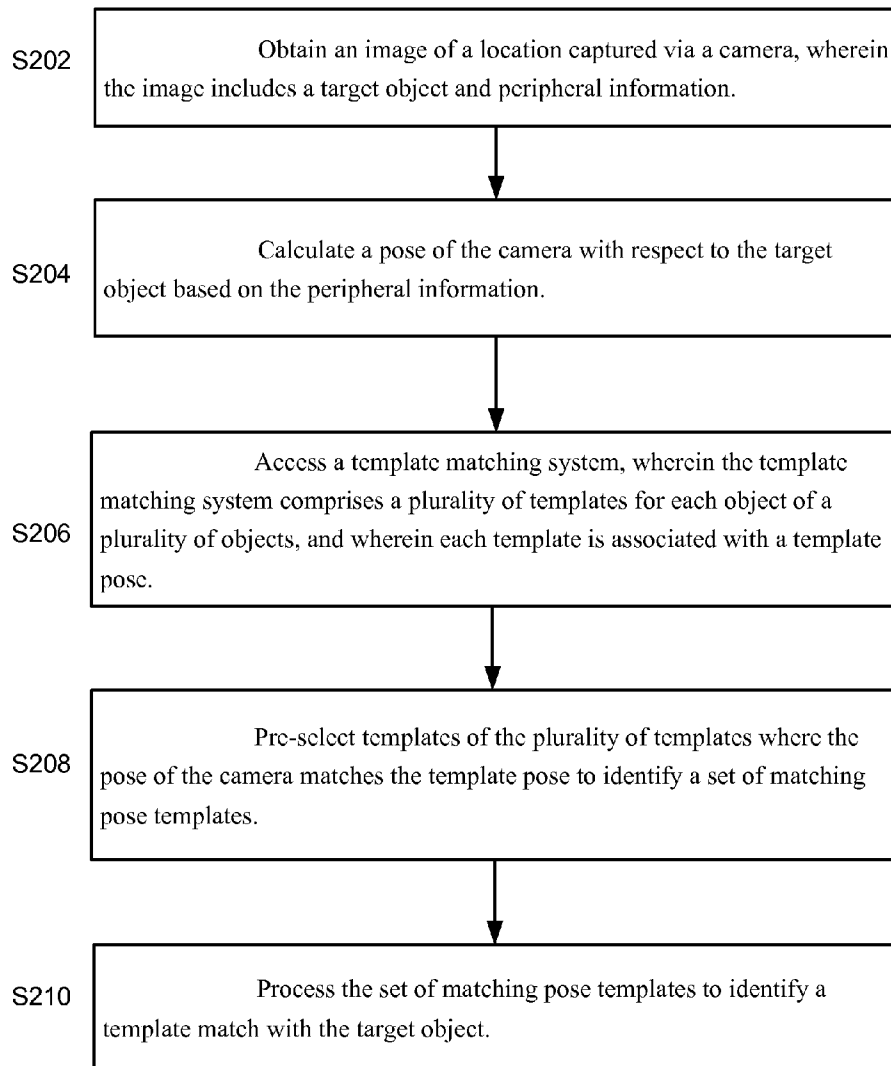 S202
Obtain an image of a location captured via a camera, wherein
the image includes a target object and peripheral information.
S204
Calculate a pose of the camera with respect to the target
object based on the peripheral information.
S206
Access a template matching system, wherein the template
matching system comprises a plurality of templates for each object of a
plurality of objects, and wherein each template is associated with a template
pose.
S208
Pre-select templates of the plurality of templates where the
pose of the camera matches the template pose to identify a set of matching
pose templates.
S210
Process the set of matching pose templates to identify a
template match with the target object.